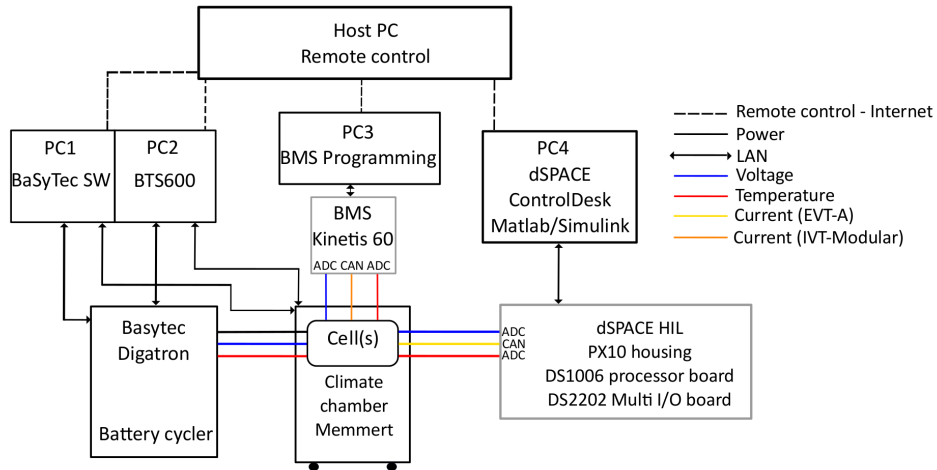 Host PC
Remote control
PC1
BaSyTec SW
PC2
BTS600
PC3
BMS Programming
PC4
dSPACE
ControlDesk
Matlab/Simulink
Remote control - Internet
Power
LAN
Voltage
Temperature
Current (EVT-A)
Current (IVT-Modular)
BMS
Kinetis 60
ADC CAN ADC
Basytec
Digatron
Battery cycler
Cell(s)
Climate
chamber
Memmert
ADC
CAN
ADC
dSPACE HIL
PX10 housing
DS1006 processor board
DS2202 Multi I/O board